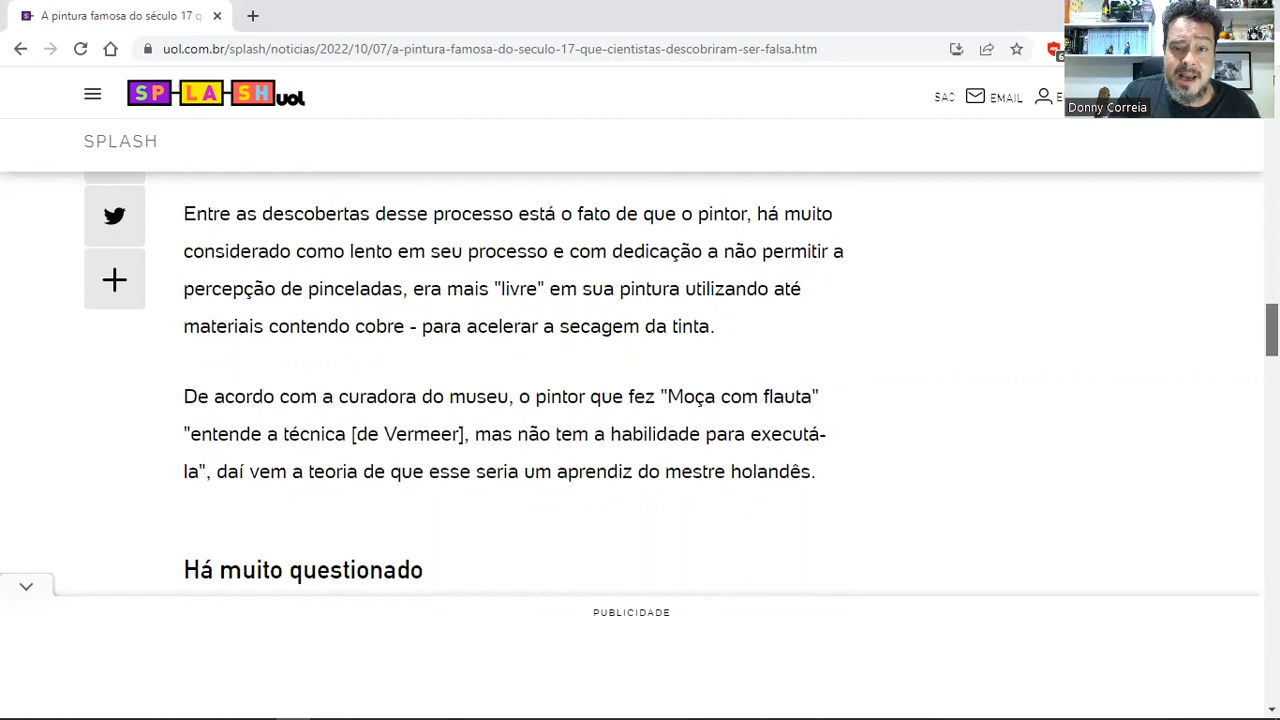 A pintura famosa do século 17 q
uol.com.br/splash/noticias/2022/10/07/a-pintura-famosa-do-seculo-17-que-cientistas-descobriram-ser-falsa.htm
6
SPLASH uol
SAC EMAIL E
Donny Correia
SPLASH
Entre as descobertas desse processo está o fato de que o pintor, há muito
considerado como lento em seu processo e com dedicação a não permitir a
percepção de pinceladas, era mais "livre" em sua pintura utilizando até
materiais contendo cobre - para acelerar a secagem da tinta.
De acordo com a curadora do museu, o pintor que fez "Moça com flauta"
"entende a técnica [de Vermeer], mas não tem a habilidade para executá-
la", daí vem a teoria de que esse seria um aprendiz do mestre holandês.
Há muito questionado
PUBLICIDADE